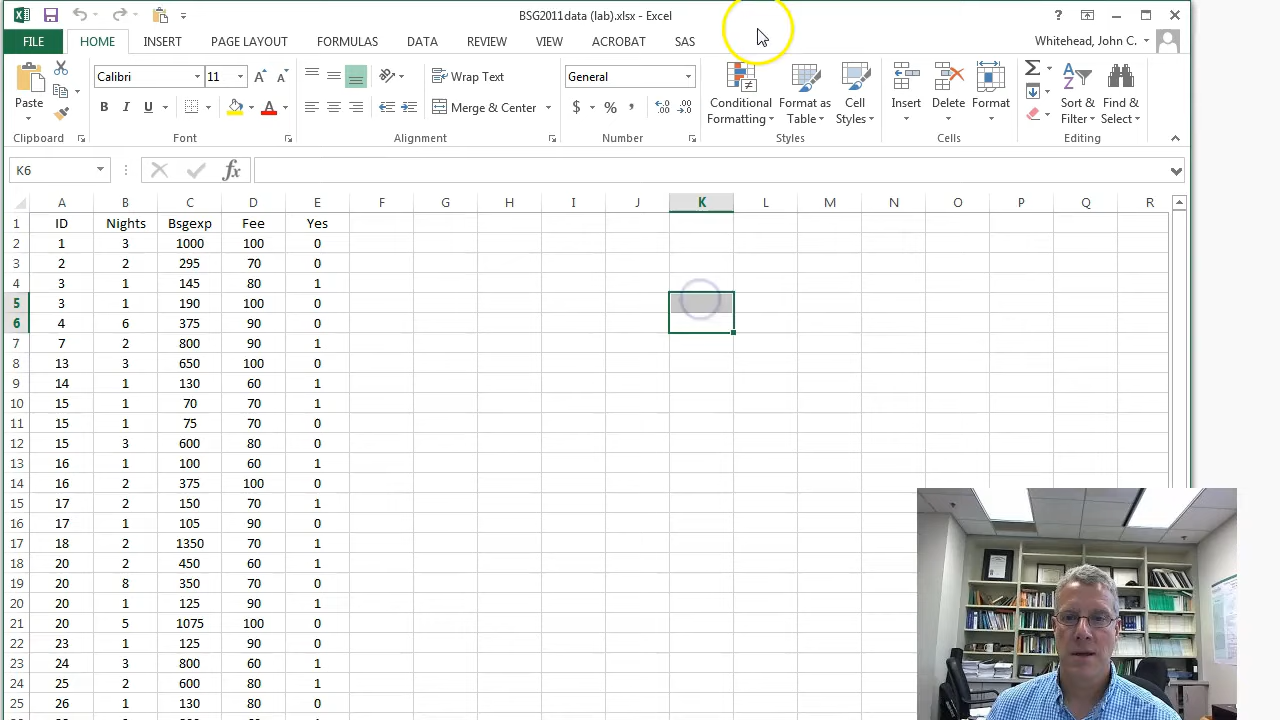 BSG2011data (lab).xlsx - Excel
FILE HOME INSERT PAGE LAYOUT FORMULAS DATA REVIEW VIEW ACROBAT SAS Whitehead, John C.
Calibri 11 Wrap Text General
Paste Merge & Center $ % , Conditional Formatting Format as Table Cell Styles Insert Delete Format Sort & Filter Find & Select
Clipboard Font Alignment Number Styles Cells Editing
K6 fx
A B C D E F G H I J K L M N O P Q R
1 ID Nights Bsgexp Fee Yes
2 1 3 1000 100 0
3 2 2 295 70 0
4 3 1 145 80 1
5 3 1 190 100 0
6 4 6 375 90 0
7 7 2 800 90 1
8 13 3 650 100 0
9 14 1 130 60 1
10 15 1 70 70 1
11 15 1 75 70 0
12 15 3 600 80 0
13 16 1 100 60 1
14 16 2 375 100 0
15 17 2 150 70 1
16 17 1 105 90 0
17 18 2 1350 70 1
18 20 2 450 60 1
19 20 8 350 70 0
20 20 1 125 90 1
21 20 5 1075 100 0
22 23 1 125 90 0
23 24 3 800 60 1
24 25 2 600 80 1
25 26 1 130 80 0